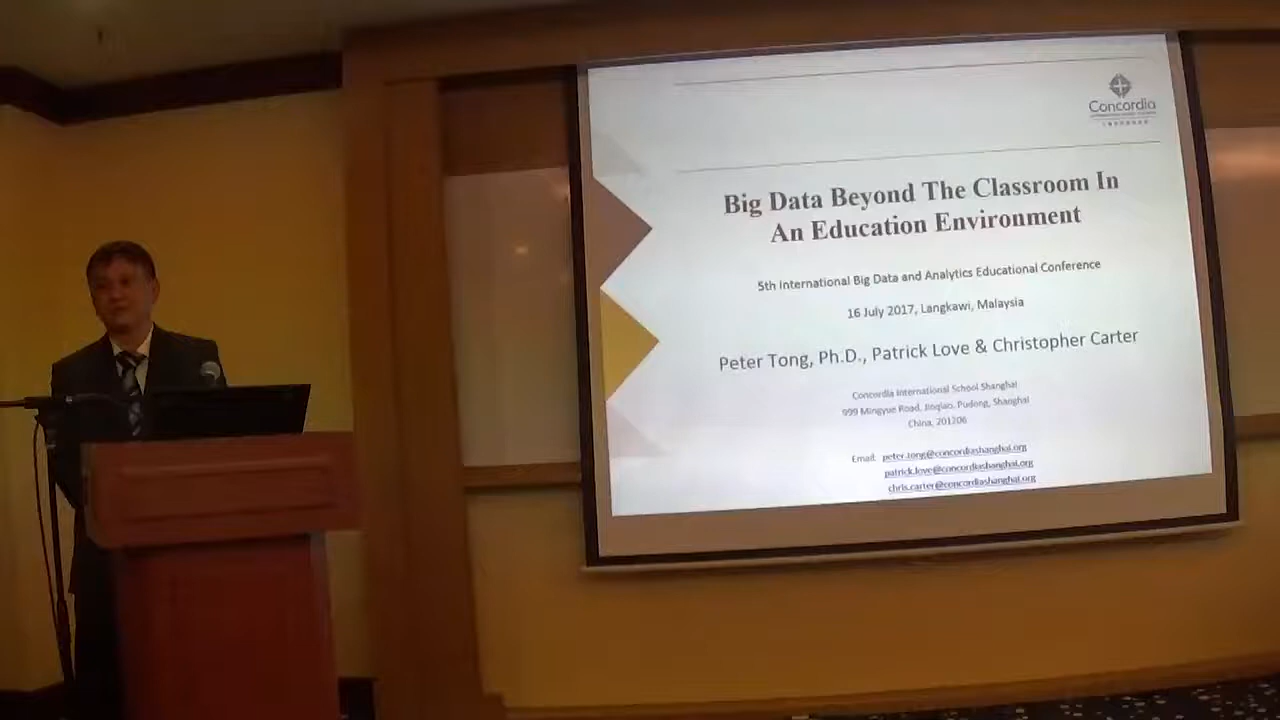 Concordia
Big Data Beyond The Classroom In
An Education Environment
5th International Big Data and Analytics Educational Conference
16 July 2017, Langkawi, Malaysia
Peter Tong, Ph.D., Patrick Love & Christopher Carter
Concordia International School Shanghai
999 Mingyue Road, Jinqiao, Pudong, Shanghai
China, 201206
Email: peter.tong@concordiashanghai.org
patrick.love@concordiashanghai.org
chris.carter@concordiashanghai.org